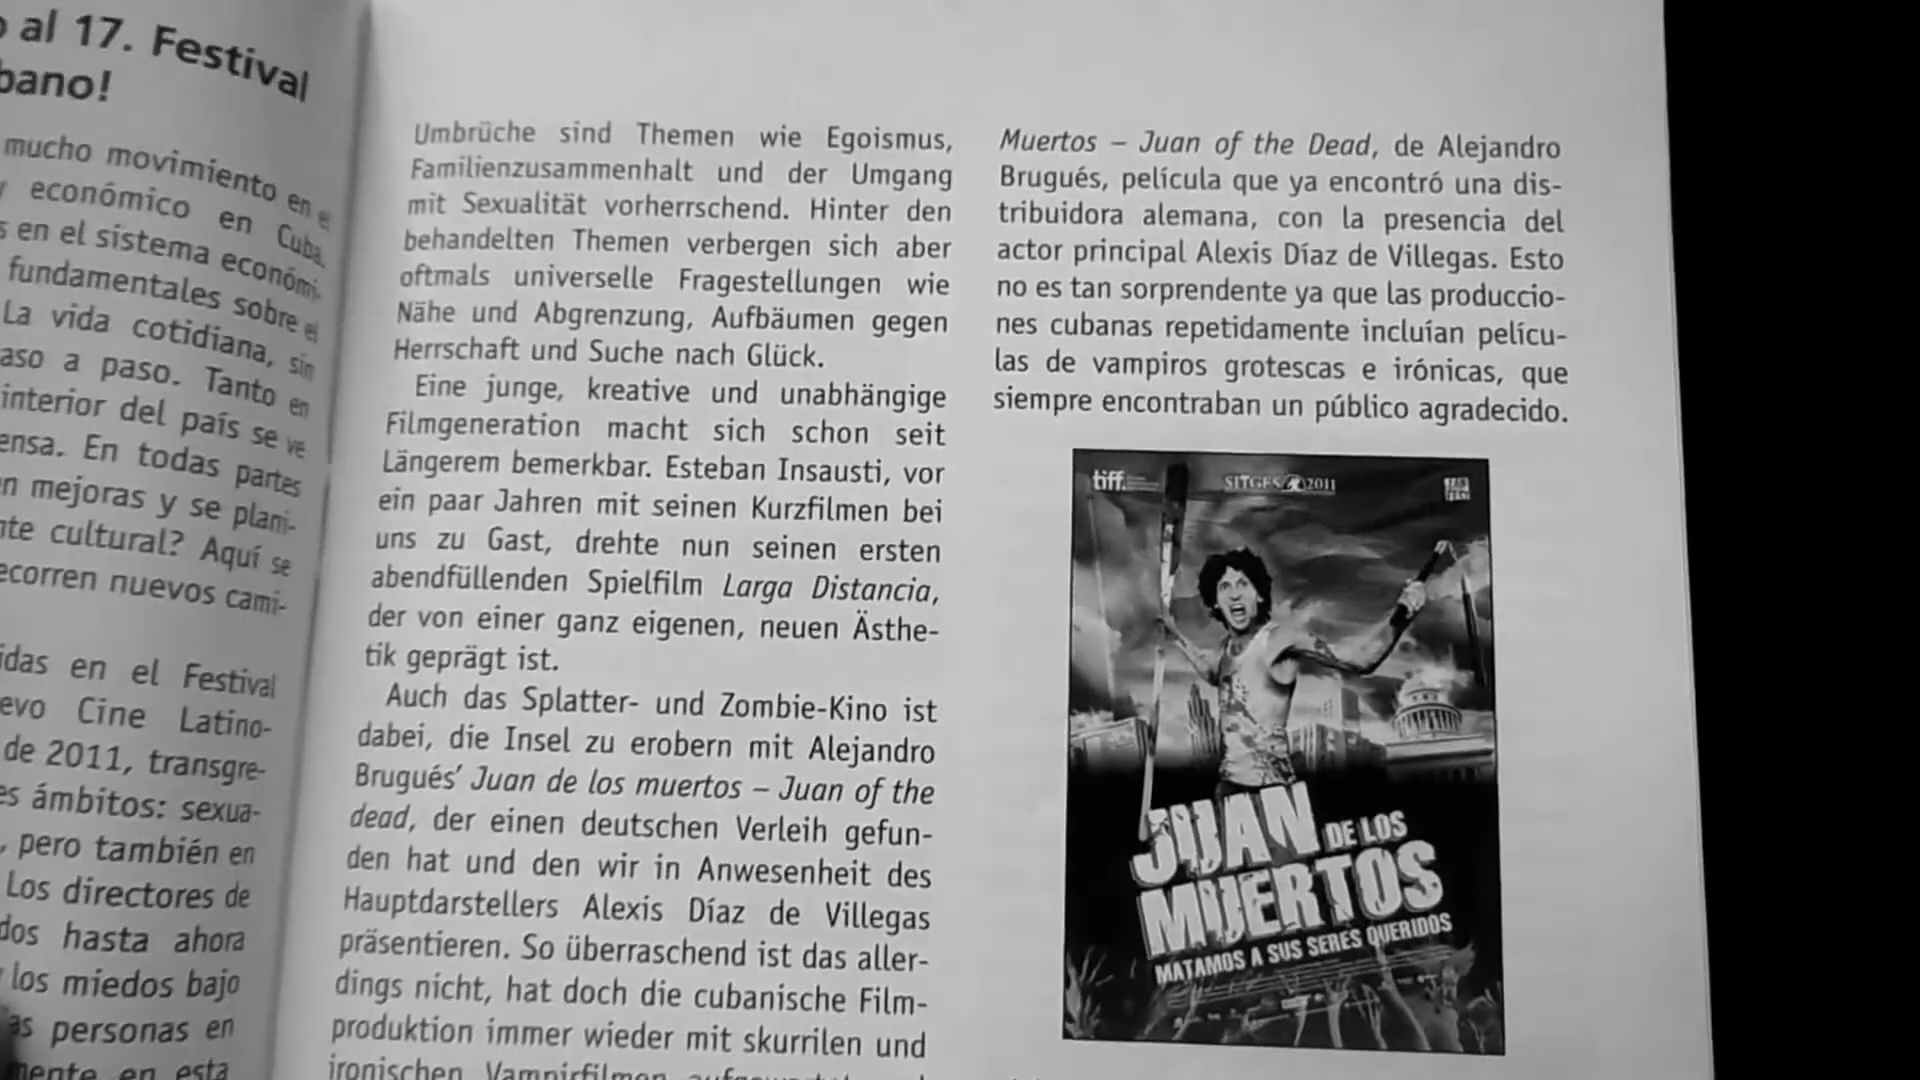 al 17. Festival
bano!
mucho movimiento en el
económico en Cuba.
s en el sistema económi-
fundamentales sobre el
La vida cotidiana, sin
aso a paso. Tanto en
interior del país se ve
ensa. En todas partes
n mejoras y se plani-
nte cultural? Aquí se
ecorren nuevos cami-
idas en el Festival
evo Cine Latino-
de 2011, transgre-
es ámbitos: sexua-
, pero también en
Los directores de
dos hasta ahora
los miedos bajo
as personas en
mente en esta
Umbrüche sind Themen wie Egoismus,
Familienzusammenhalt und der Umgang
mit Sexualität vorherrschend. Hinter den
behandelten Themen verbergen sich aber
oftmals universelle Fragestellungen wie
Nähe und Abgrenzung, Aufbäumen gegen
Herrschaft und Suche nach Glück.
Eine junge, kreative und unabhängige
Filmgeneration macht sich schon seit
Längerem bemerkbar. Esteban Insausti, vor
ein paar Jahren mit seinen Kurzfilmen bei
uns zu Gast, drehte nun seinen ersten
abendfüllenden Spielfilm Larga Distancia,
der von einer ganz eigenen, neuen Ästhe-
tik geprägt ist.
Auch das Splatter- und Zombie-Kino ist
dabei, die Insel zu erobern mit Alejandro
Brugués' Juan de los muertos – Juan of the
dead, der einen deutschen Verleih gefun-
den hat und den wir in Anwesenheit des
Hauptdarstellers Alexis Díaz de Villegas
präsentieren. So überraschend ist das aller-
dings nicht, hat doch die cubanische Film-
produktion immer wieder mit skurrilen und
ironischen Vampirfilmen
Muertos – Juan of the Dead, de Alejandro
Brugués, película que ya encontró una dis-
tribuidora alemana, con la presencia del
actor principal Alexis Díaz de Villegas. Esto
no es tan sorprendente ya que las produccio-
nes cubanas repetidamente incluían pelícu-
las de vampiros grotescas e irónicas, que
siempre encontraban un público agradecido.
tiff.
SITGES 2011
JUAN DE LOS
MUERTOS
MATAMOS A SUS SERES QUERIDOS